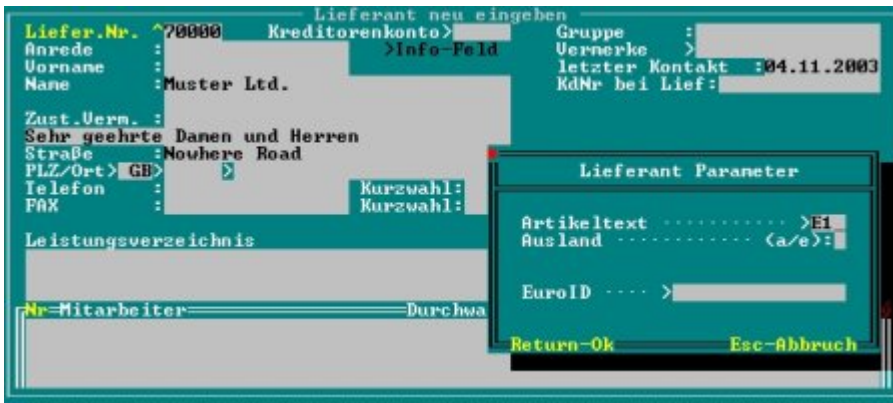 Lieferant neu eingeben
Liefer.Nr. ^70000 Kreditorenkonto> Gruppe :
Anrede : >Info-Feld Vermerke >
Vorname : letzter Kontakt :04.11.2003
Name :Muster Ltd. KdNr bei Lief:
Zust.Verm. :
Sehr geehrte Damen und Herren
Straße :Nowhere Road
PLZ/Ort> GB> >
Telefon : Kurzwahl:
FAX : Kurzwahl:
Leistungsverzeichnis
Nr=Mitarbeiter Durchwa
Lieferant Parameter
Artikeltext ··········· >E1
Ausland ············· (a/e):
EuroID ···· >
Return-Ok Esc-Abbruch